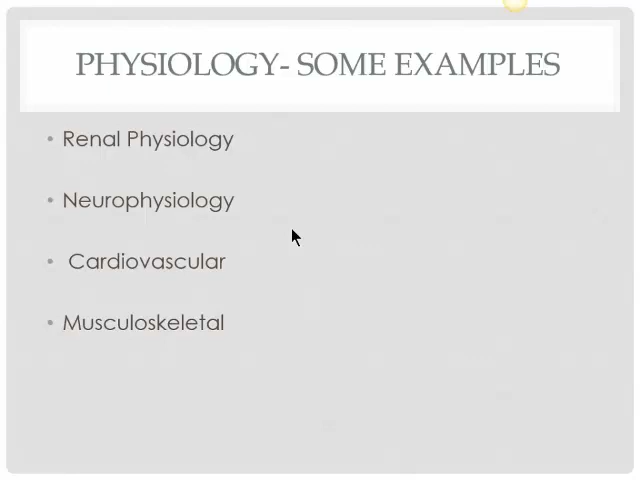 PHYSIOLOGY- SOME EXAMPLES
• Renal Physiology
• Neurophysiology
• Cardiovascular
• Musculoskeletal